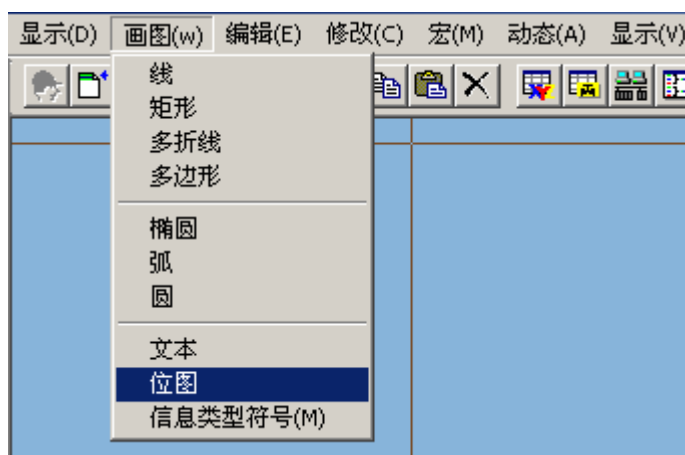 显示(D) 画图(w) 编辑(E) 修改(C) 宏(M) 动态(A) 显示(V)
线
矩形
多折线
多边形
椭圆
弧
圆
文本
位图
信息类型符号(M)